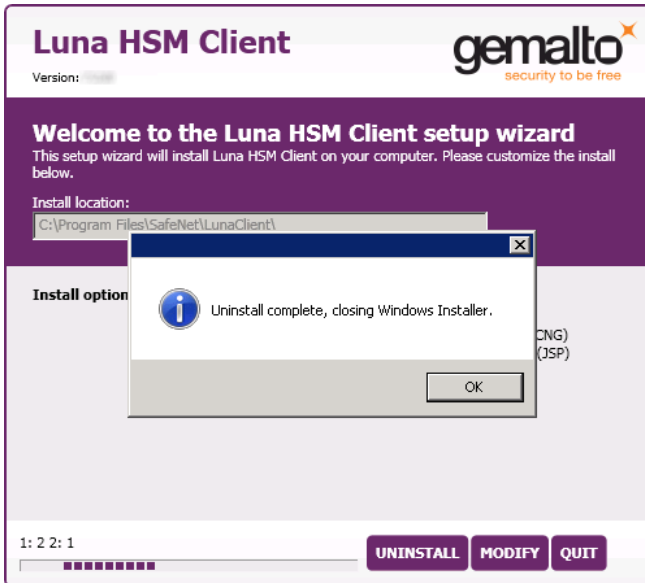 Luna HSM Client
gemalto
security to be free
Version:
Welcome to the Luna HSM Client setup wizard
This setup wizard will install Luna HSM Client on your computer. Please customize the install
below.
Install location:
C:\Program Files\SafeNet\LunaClient\
Install option
Uninstall complete, closing Windows Installer.
CNG)
(JSP)
OK
1: 2 2: 1
UNINSTALL MODIFY QUIT